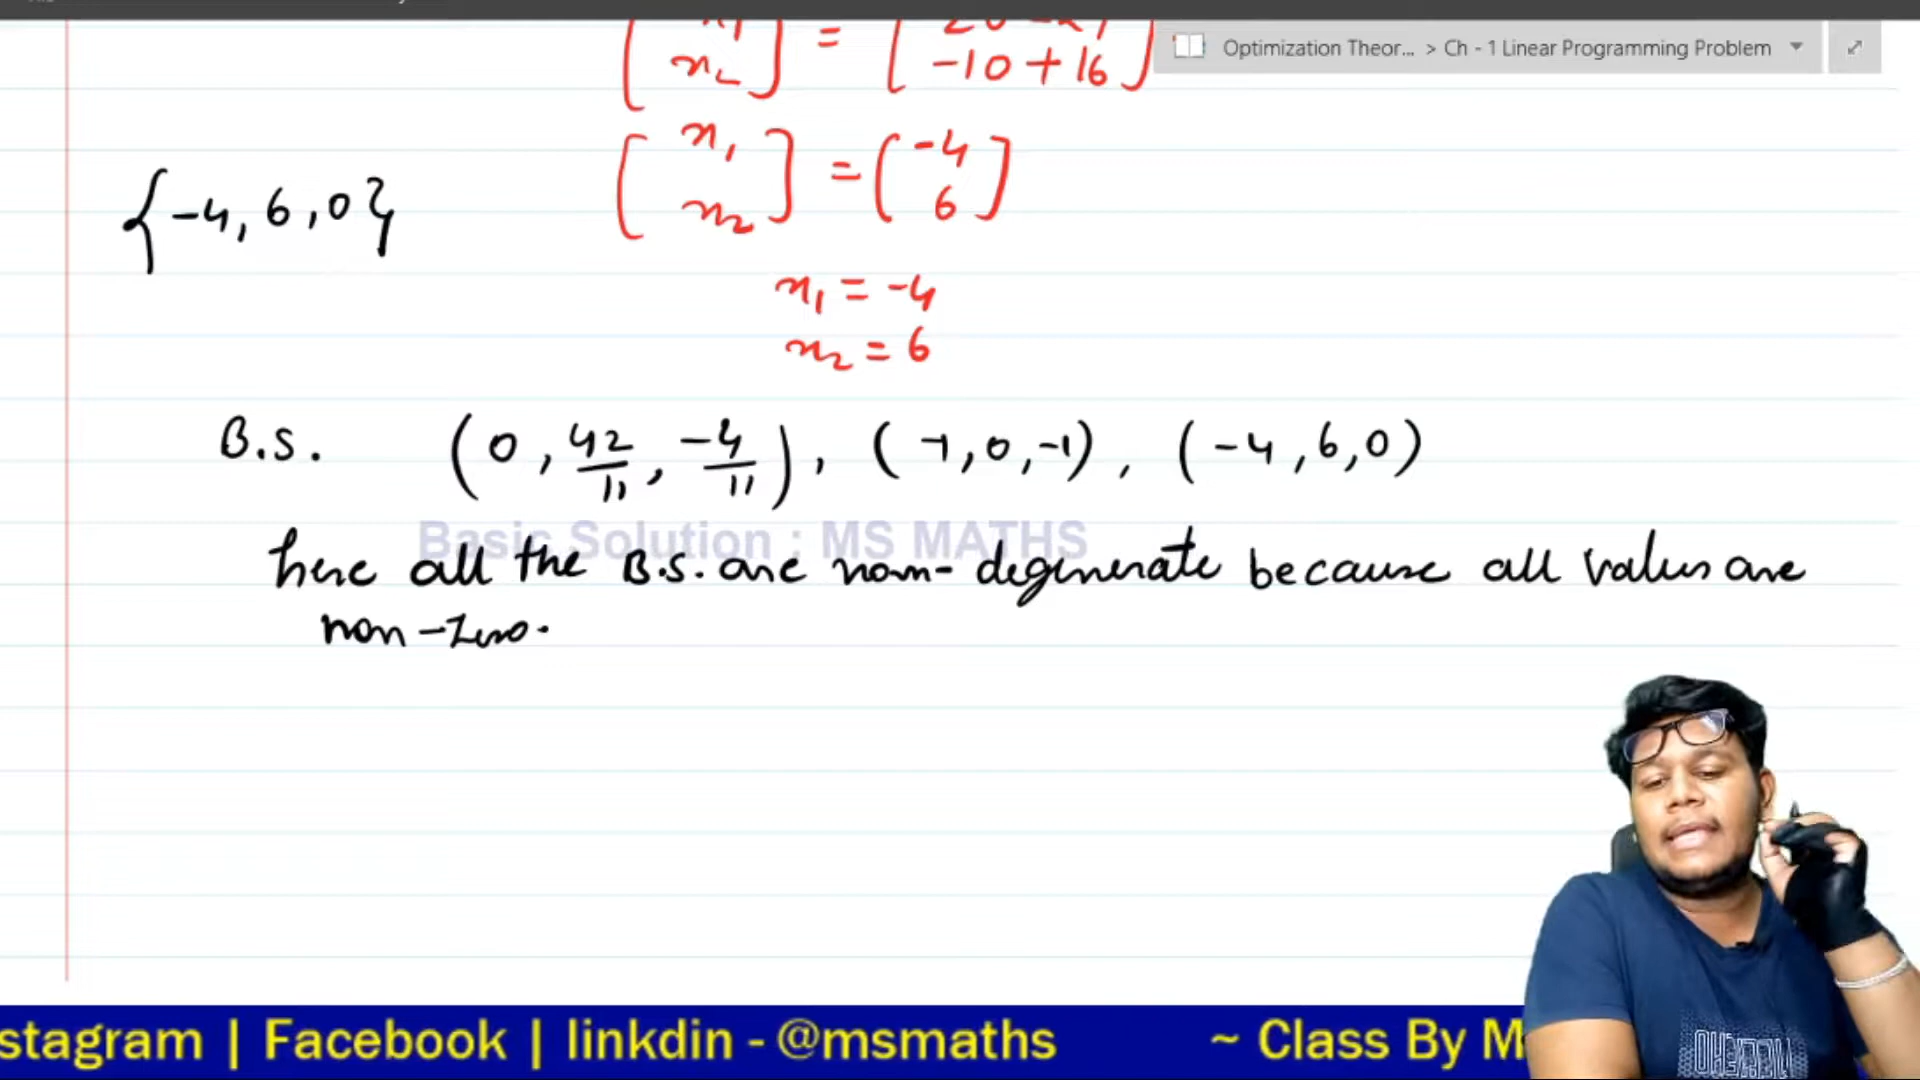 Optimization Theor... > Ch - 1 Linear Programming Problem
-10 + 16
{-4, 6, 0}
[x₁ x₂] = [-4 6]
x₁ = -4
x₂ = 6
B.S. (0, 42/11, -4/11), (7, 0, -1), (-4, 6, 0)
Basic Solution : MS MATHS
here all the B.S. are non-degenerate because all values are
non-zero.
stagram | Facebook | linkdin - @msmaths ~ Class By M